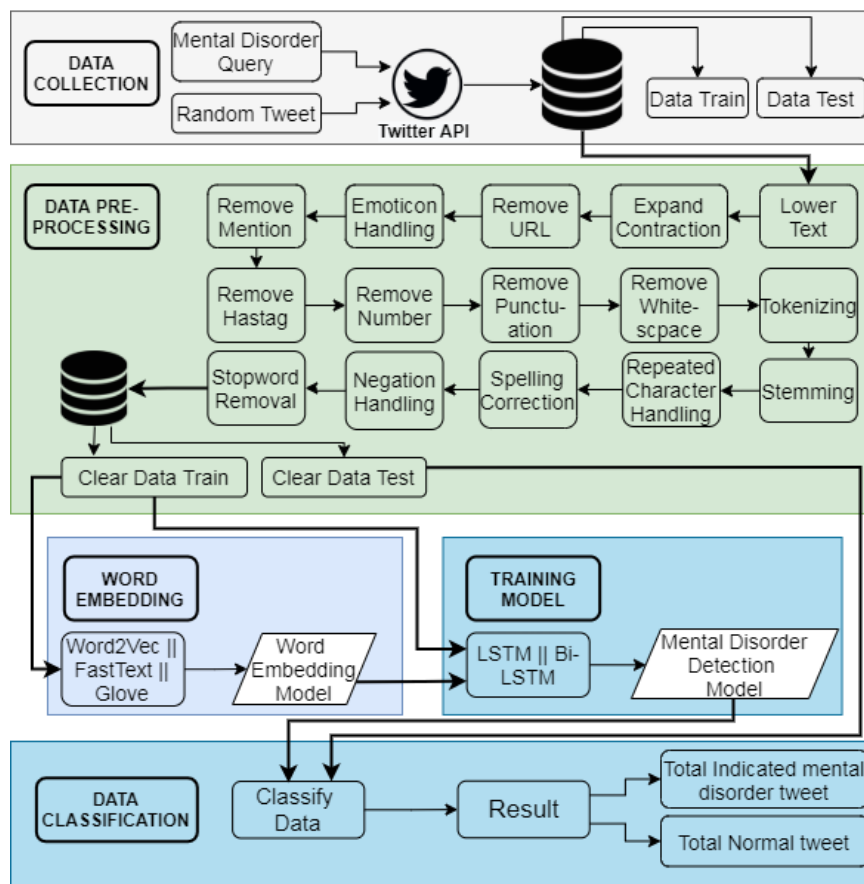 DATA
COLLECTION
Mental Disorder
Query
Random Tweet
Twitter API
Data Train
Data Test
DATA PRE-
PROCESSING
Remove
Mention
Emoticon
Handling
Remove
URL
Expand
Contraction
Lower
Text
Remove
Hastag
Remove
Number
Remove
Punctu-
ation
Remove
White-
scpace
Tokenizing
Stopword
Removal
Negation
Handling
Spelling
Correction
Repeated
Character
Handling
Stemming
Clear Data Train
Clear Data Test
WORD
EMBEDDING
Word2Vec ||
FastText ||
Glove
Word
Embedding
Model
TRAINING
MODEL
LSTM || Bi-
LSTM
Mental Disorder
Detection
Model
DATA
CLASSIFICATION
Classify
Data
Result
Total Indicated mental
disorder tweet
Total Normal tweet